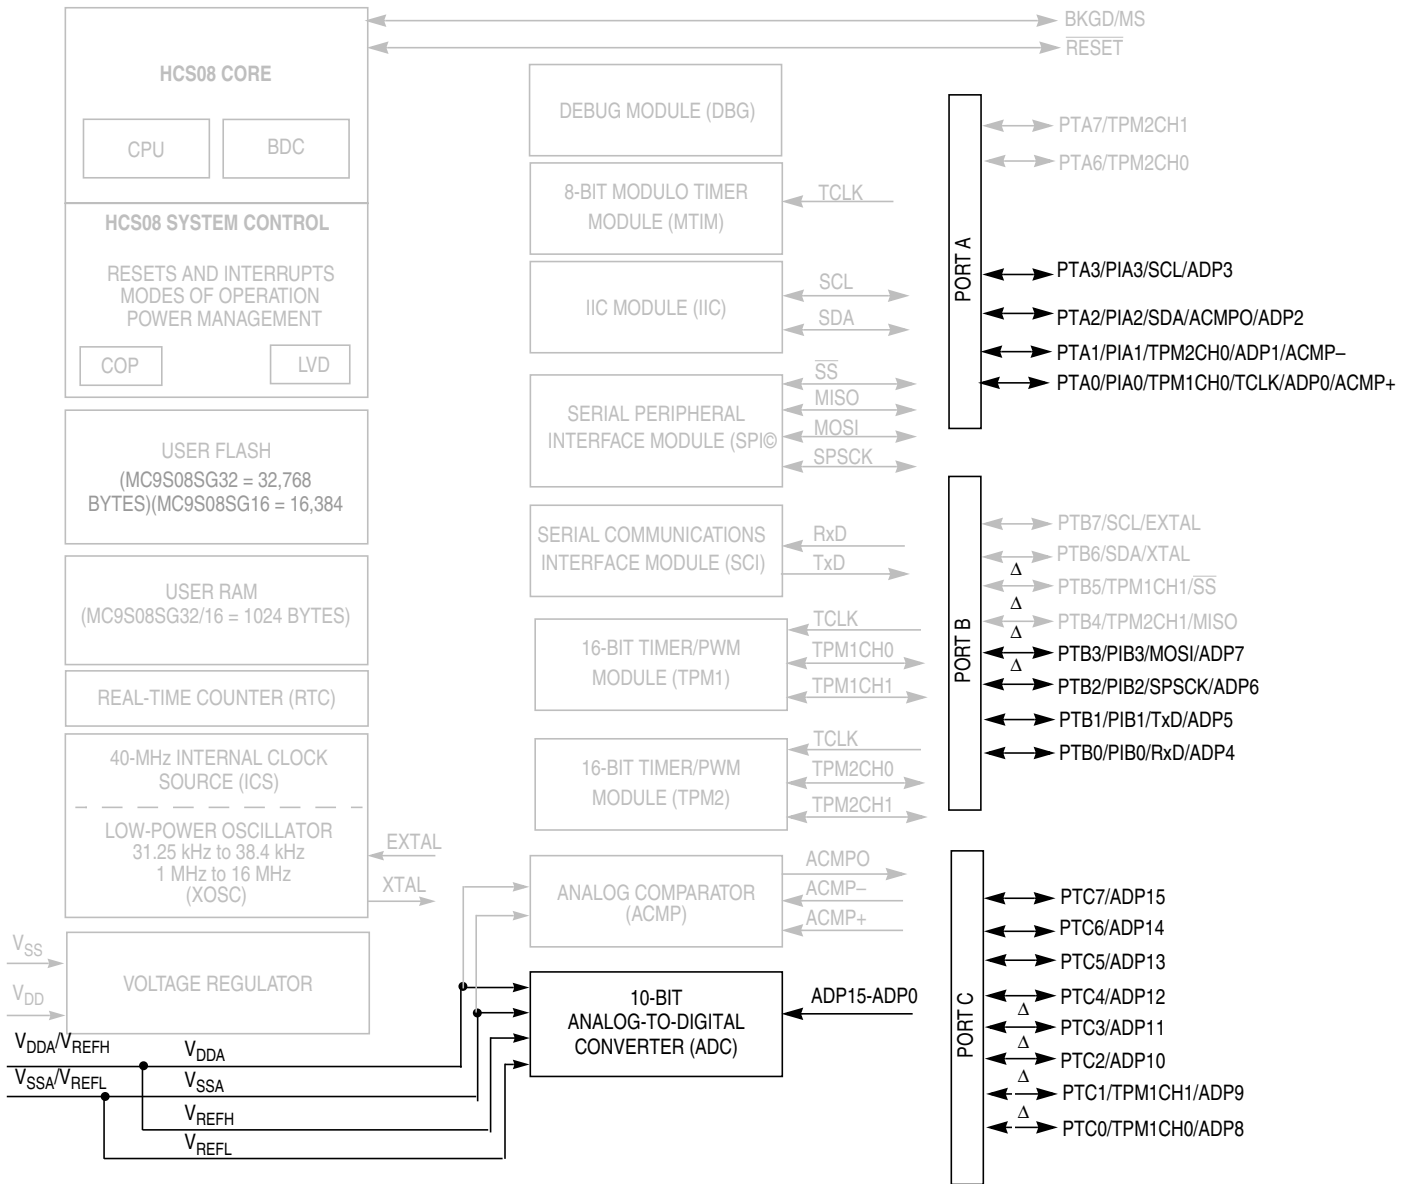 BKGD/MS
RESET
HCS08 CORE
CPU
BDC
HCS08 SYSTEM CONTROL
RESETS AND INTERRUPTS
MODES OF OPERATION
POWER MANAGEMENT
COP
LVD
USER FLASH
(MC9S08SG32 = 32,768
BYTES)(MC9S08SG16 = 16,384
USER RAM
(MC9S08SG32/16 = 1024 BYTES)
REAL-TIME COUNTER (RTC)
40-MHz INTERNAL CLOCK
SOURCE (ICS)
LOW-POWER OSCILLATOR
31.25 kHz to 38.4 kHz
1 MHz to 16 MHz
(XOSC)
EXTAL
XTAL
VSS
VDD
VOLTAGE REGULATOR
VDDA/VREFH
VSSA/VREFL
VDDA
VSSA
VREFH
VREFL
DEBUG MODULE (DBG)
8-BIT MODULO TIMER
MODULE (MTIM)
TCLK
IIC MODULE (IIC)
SCL
SDA
SERIAL PERIPHERAL
INTERFACE MODULE (SPI©
SS
MISO
MOSI
SPSCK
SERIAL COMMUNICATIONS
INTERFACE MODULE (SCI)
RxD
TxD
16-BIT TIMER/PWM
MODULE (TPM1)
TCLK
TPM1CH0
TPM1CH1
16-BIT TIMER/PWM
MODULE (TPM2)
TCLK
TPM2CH0
TPM2CH1
ANALOG COMPARATOR
(ACMP)
ACMPO
ACMP–
ACMP+
10-BIT
ANALOG-TO-DIGITAL
CONVERTER (ADC)
ADP15-ADP0
PORT A
PTA7/TPM2CH1
PTA6/TPM2CH0
PTA3/PIA3/SCL/ADP3
PTA2/PIA2/SDA/ACMPO/ADP2
PTA1/PIA1/TPM2CH0/ADP1/ACMP–
PTA0/PIA0/TPM1CH0/TCLK/ADP0/ACMP+
PORT B
PTB7/SCL/EXTAL
PTB6/SDA/XTAL
Δ
PTB5/TPM1CH1/SS
Δ
PTB4/TPM2CH1/MISO
Δ
PTB3/PIB3/MOSI/ADP7
Δ
PTB2/PIB2/SPSCK/ADP6
PTB1/PIB1/TxD/ADP5
PTB0/PIB0/RxD/ADP4
PORT C
PTC7/ADP15
PTC6/ADP14
PTC5/ADP13
PTC4/ADP12
Δ
PTC3/ADP11
Δ
PTC2/ADP10
Δ
PTC1/TPM1CH1/ADP9
Δ
PTC0/TPM1CH0/ADP8